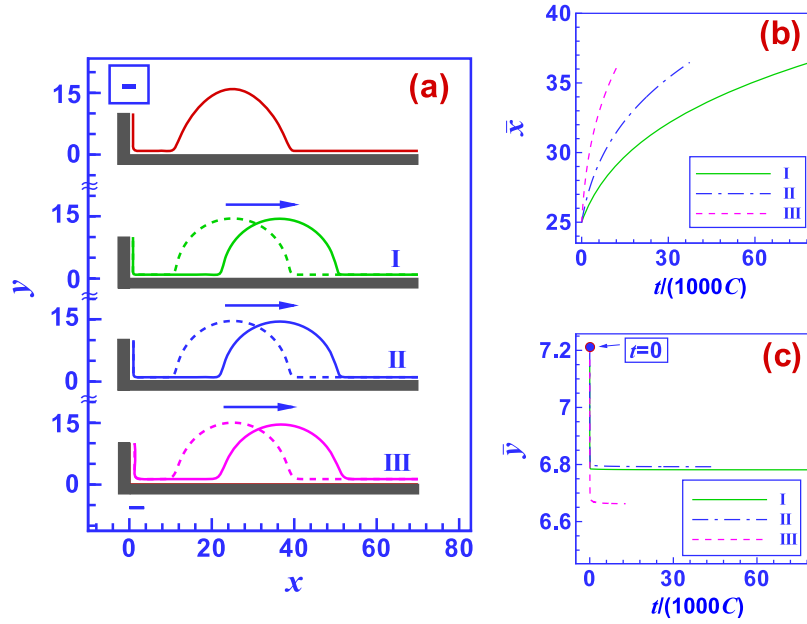 (a)
15
0
15
0
I
15
0
II
15
0
III
y
0 20 40 60 80
x
(b)
40
35
30
25
x̄
I
II
III
0 30 60
t/(1000C)
(c)
7.2
7
6.8
6.6
ȳ
t=0
I
II
III
0 30 60
t/(1000C)